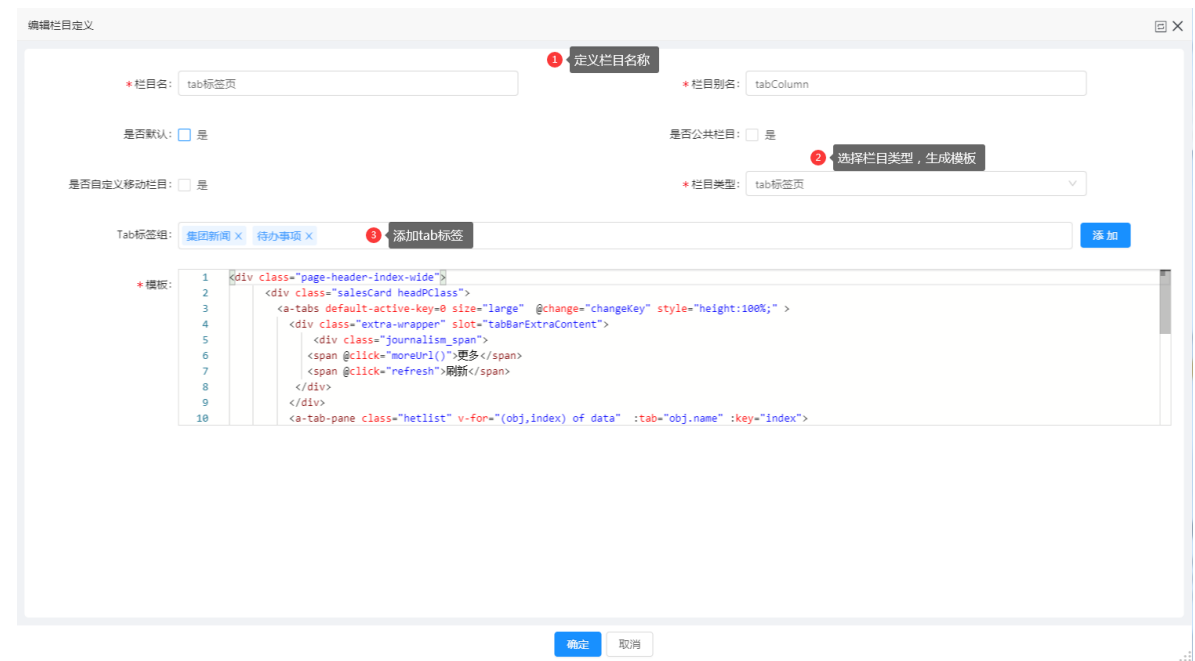 编辑栏目定义
1 定义栏目名称
*栏目名: tab标签页 *栏目别名: tabColumn
是否默认: 是 是否公共栏目: 是
2 选择栏目类型，生成模板
是否自定义移动栏目: 是 *栏目类型: tab标签页
Tab标签组: 集团新闻 × 待办事项 × 3 添加tab标签 添 加
*模板:
1 <div class="page-header-index-wide">
2 <div class="salesCard headPClass">
3 <a-tabs default-active-key=0 size="large"  @change="changeKey" style="height:100%;" >
4 <div class="extra-wrapper" slot="tabBarExtraContent">
5 <div class="journalism_span">
6 <span @click="moreUrl()">更多</span>
7 <span @click="refresh">刷新</span>
8 </div>
9 </div>
10 <a-tab-pane class="hetlist" v-for="(obj,index) of data"  :tab="obj.name" :key="index">
确定 取消